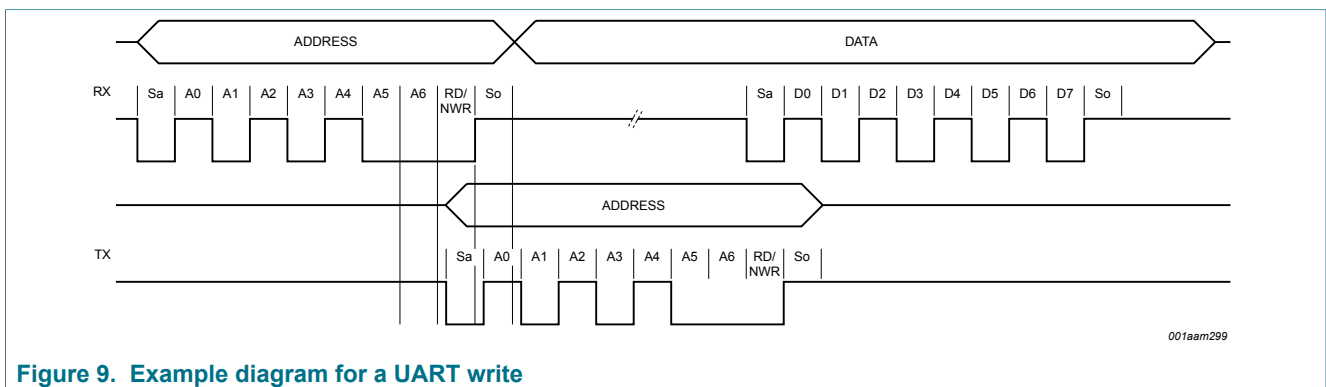 ADDRESS DATA
RX Sa A0 A1 A2 A3 A4 A5 A6 RD/ So Sa D0 D1 D2 D3 D4 D5 D6 D7 So
NWR
ADDRESS
TX Sa A0 A1 A2 A3 A4 A5 A6 RD/ So
NWR
001aam299
Figure 9. Example diagram for a UART write